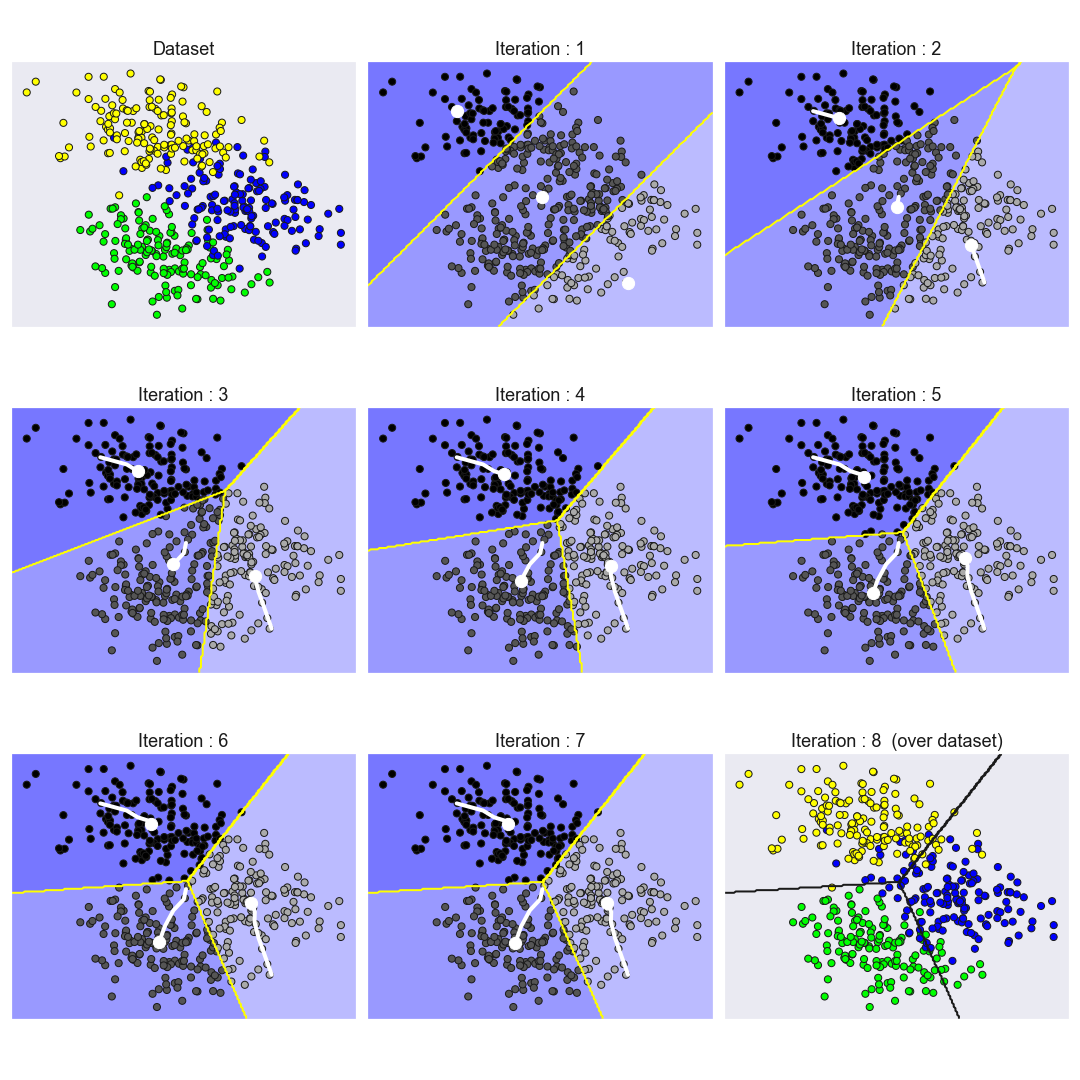 Dataset
Iteration : 1
Iteration : 2
Iteration : 3
Iteration : 4
Iteration : 5
Iteration : 6
Iteration : 7
Iteration : 8  (over dataset)